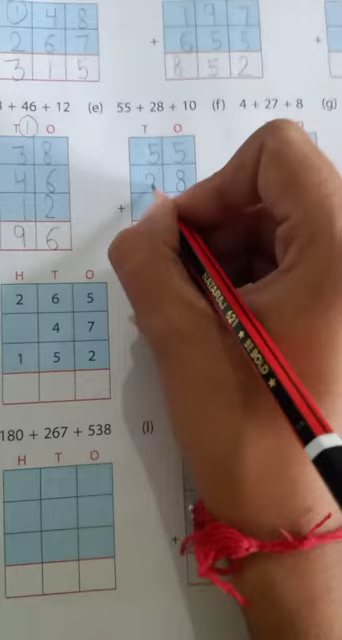 1 4 8 1 9 7
2 6 7 + 6 5 5 +
3 1 5 8 5 2
+ 46 + 12 (e) 55 + 28 + 10 (f) 4 + 27 + 8 (g)
T 1 O T O
3 8 5 5
4 6 2 8
1 2 +
9 6
H T O
2 6 5
4 7
1 5 2
NATARAJ 621 ★ BE BOLD ★
180 + 267 + 538 (l)
H T O
+